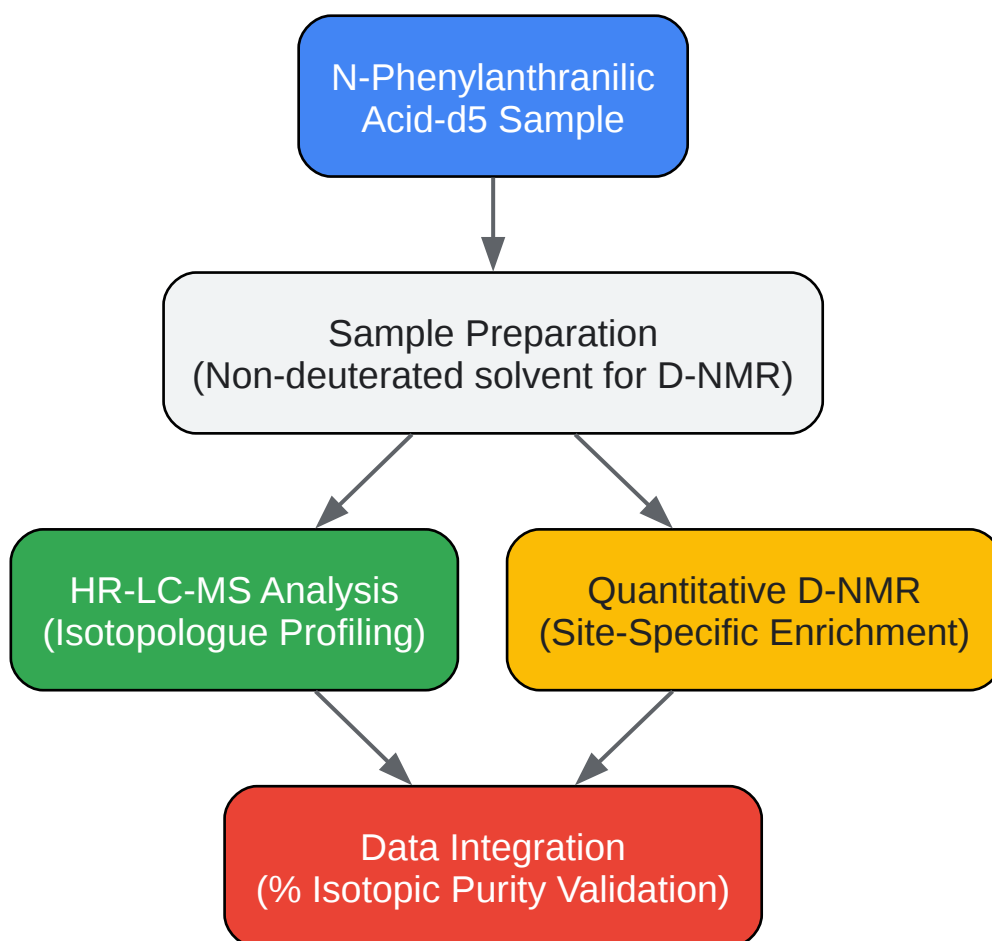 N-Phenylanthranilic
Acid-d5 Sample
Sample Preparation
(Non-deuterated solvent for D-NMR)
HR-LC-MS Analysis
(Isotopologue Profiling)
Quantitative D-NMR
(Site-Specific Enrichment)
Data Integration
(% Isotopic Purity Validation)